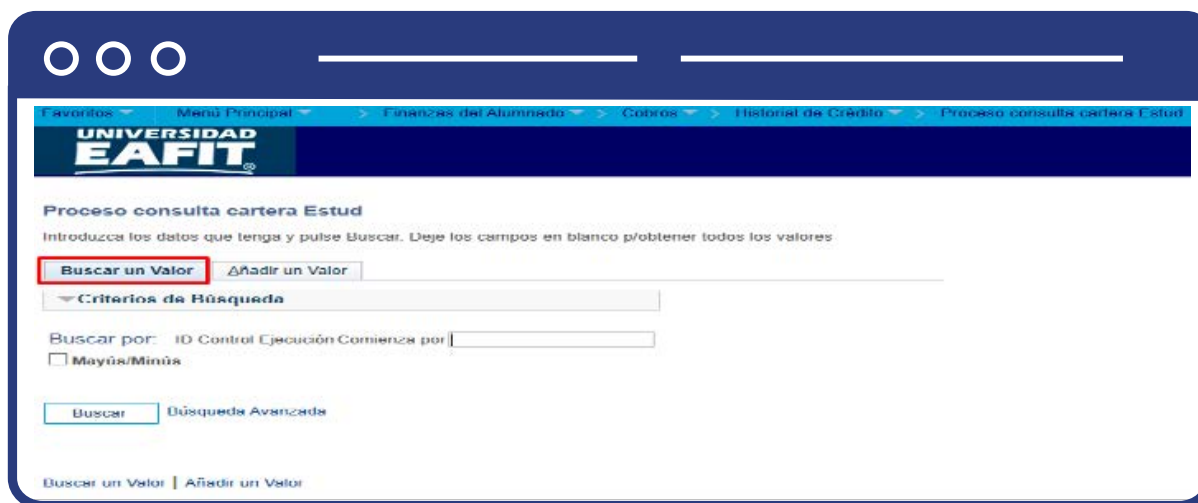 Favoritos Menú Principal > Finanzas del Alumnado > Cobros > Historial de Crédito > Proceso consulta cartera Estud
UNIVERSIDAD
EAFIT®
Proceso consulta cartera Estud
Introduzca los datos que tenga y pulse Buscar. Deje los campos en blanco p/obtener todos los valores
Buscar un Valor Añadir un Valor
Criterios de Búsqueda
Buscar por: ID Control Ejecución Comienza por
Mayús/Minús
Buscar Búsqueda Avanzada
Buscar un Valor | Añadir un Valor